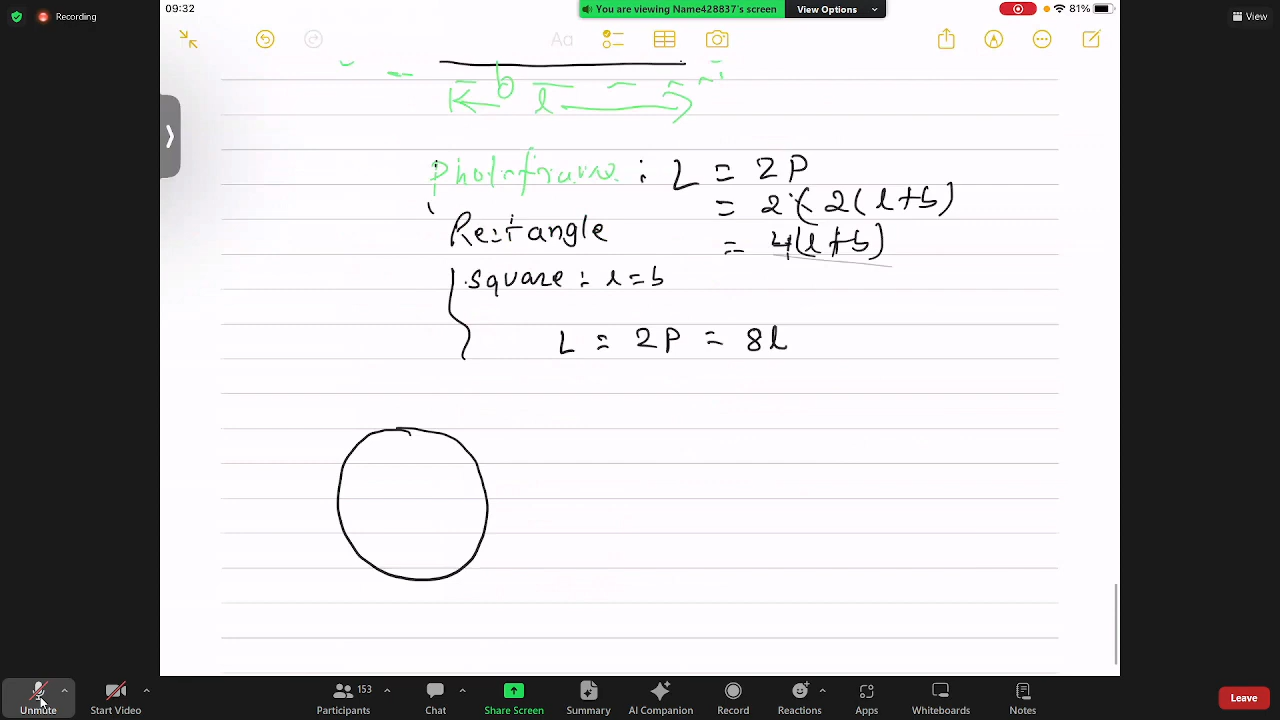 09:32
You are viewing Name428837's screen
View Options
81%
Recording
View
Aa
b
l
: L = 2P
= 2 × 2(l+b)
Rectangle
= 4(l+b)
square : l = b
L = 2P = 8l
153
Unmute
Start Video
Participants
Chat
Share Screen
Summary
AI Companion
Record
Reactions
Apps
Whiteboards
Notes
Leave